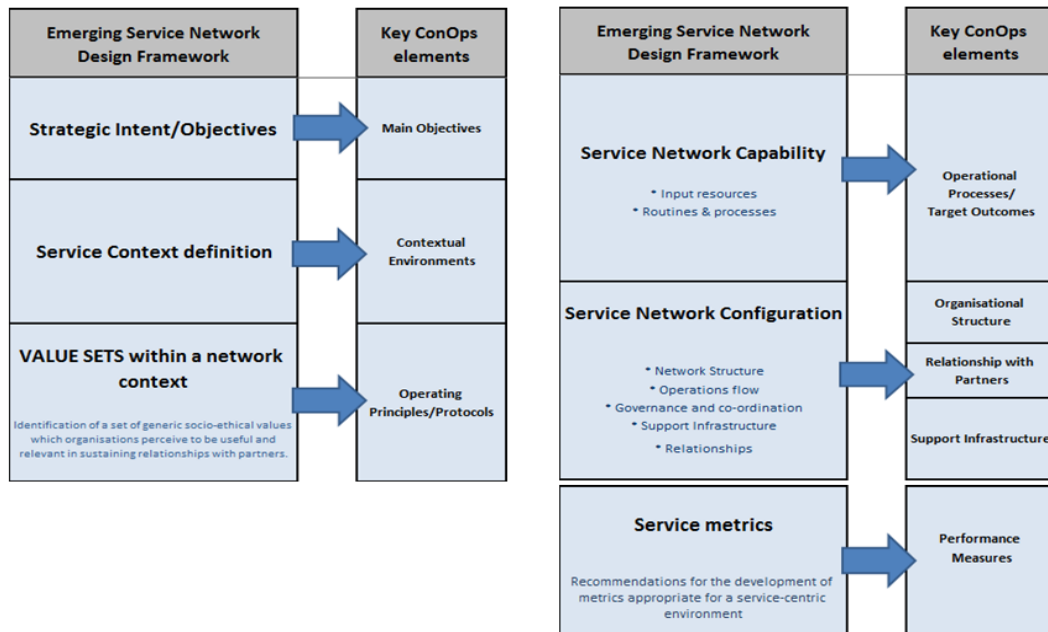 Emerging Service Network
Design Framework
Key ConOps
elements
Strategic Intent/Objectives
Main Objectives
Service Context definition
Contextual
Environments
VALUE SETS within a network
context
Identification of a set of generic socio-ethical values
which organisations perceive to be useful and
relevant in sustaining relationships with partners.
Operating
Principles/Protocols
Emerging Service Network
Design Framework
Key ConOps
elements
Service Network Capability
* Input resources
* Routines & processes
Operational
Processes/
Target Outcomes
Service Network Configuration
* Network Structure
* Operations flow
* Governance and co-ordination
* Support Infrastructure
* Relationships
Organisational
Structure
Relationship with
Partners
Support Infrastructure
Service metrics
Recommendations for the development of
metrics appropriate for a service-centric
environment
Performance
Measures